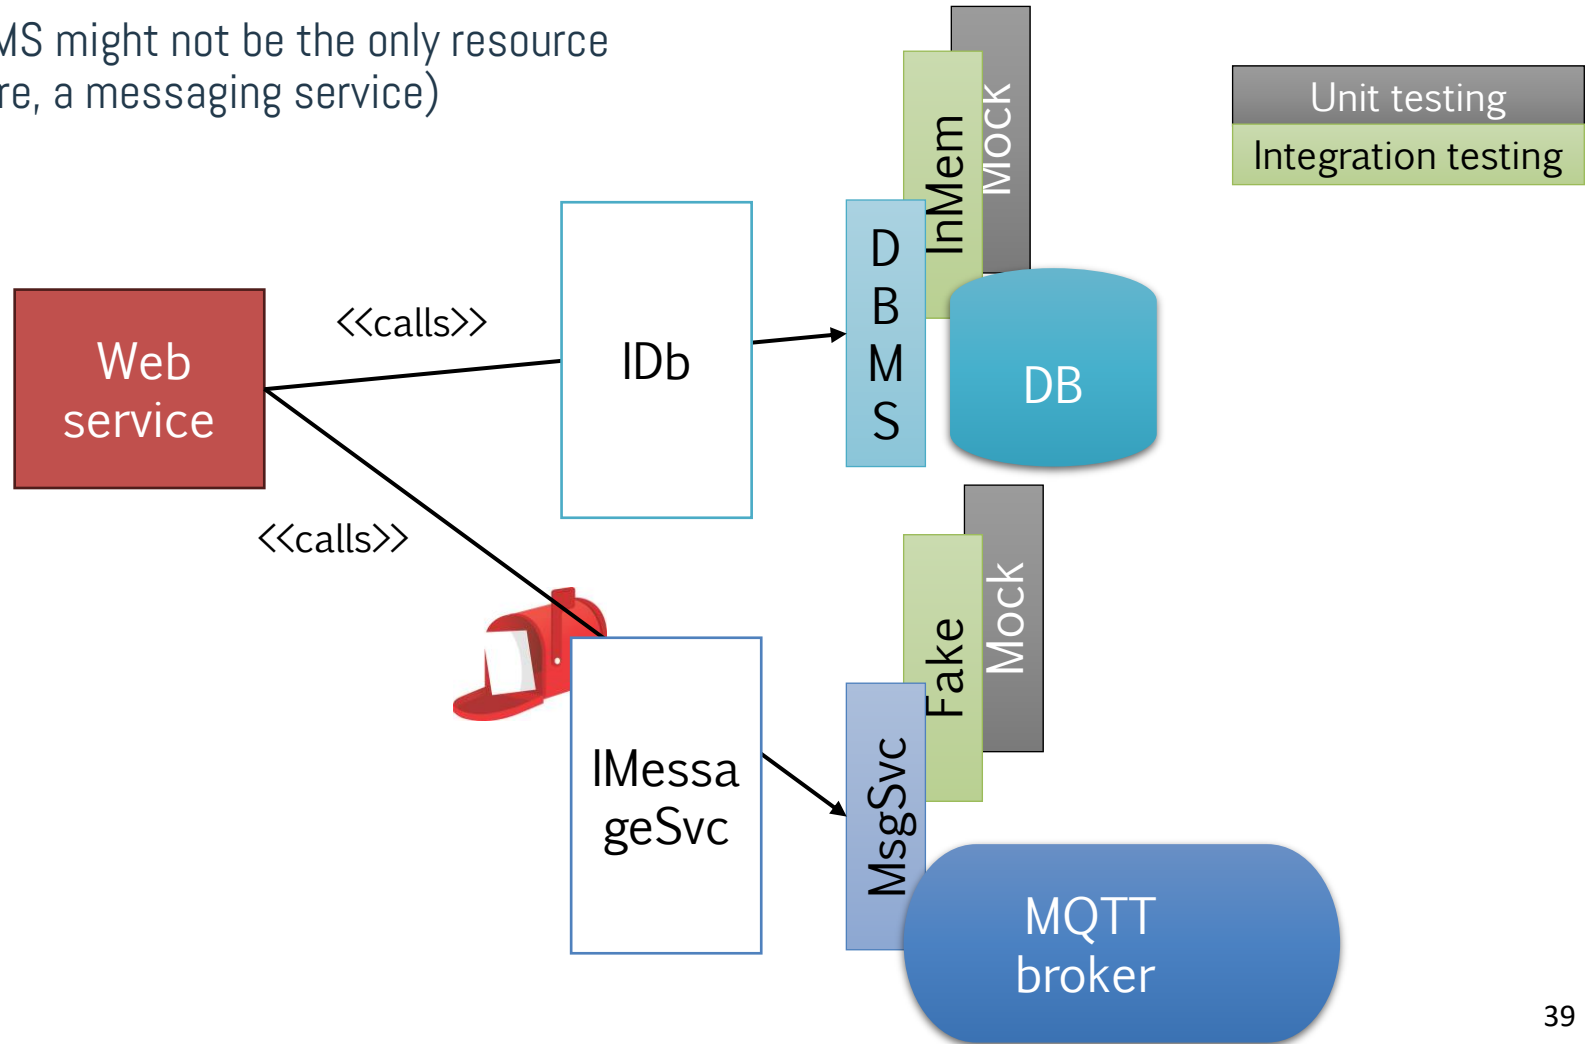 MS might not be the only resource
re, a messaging service)
Unit testing
Integration testing
Mock
InMem
D
B
M
S
DB
<<calls>>
IDb
Web
service
<<calls>>
Mock
Fake
MsgSvc
IMessa
geSvc
MQTT
broker
39